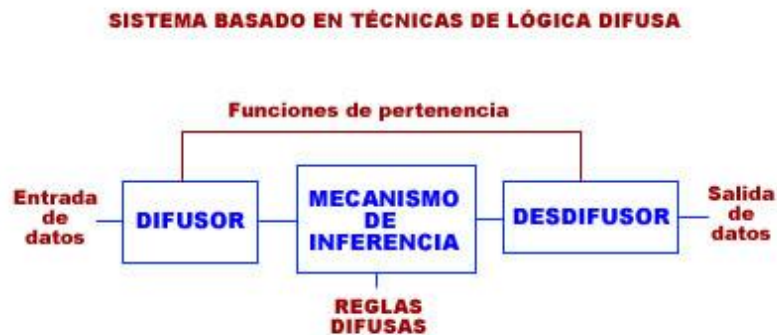 SISTEMA BASADO EN TÉCNICAS DE LÓGICA DIFUSA
Funciones de pertenencia
Entrada
de
datos
DIFUSOR
MECANISMO
DE
INFERENCIA
DESDIFUSOR
Salida
de
datos
REGLAS
DIFUSAS